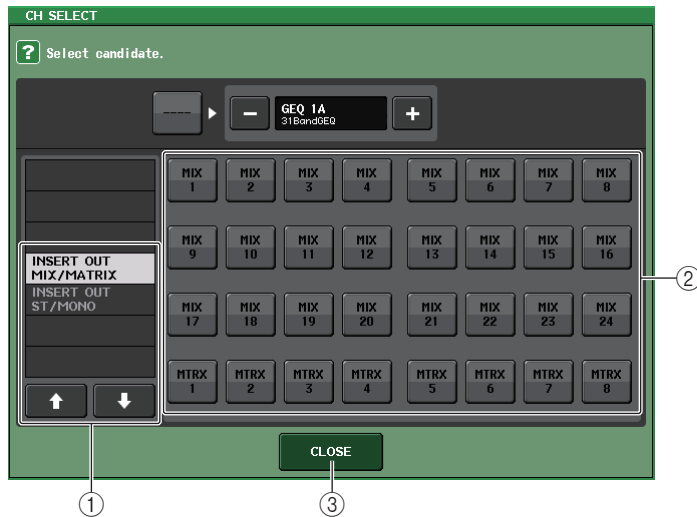 CH SELECT
? Select candidate.
----
−
GEQ 1A
31BandGEQ
+
MIX 1
MIX 2
MIX 3
MIX 4
MIX 5
MIX 6
MIX 7
MIX 8
MIX 9
MIX 10
MIX 11
MIX 12
MIX 13
MIX 14
MIX 15
MIX 16
INSERT OUT
MIX/MATRIX
INSERT OUT
ST/MONO
MIX 17
MIX 18
MIX 19
MIX 20
MIX 21
MIX 22
MIX 23
MIX 24
MTRX 1
MTRX 2
MTRX 3
MTRX 4
MTRX 5
MTRX 6
MTRX 7
MTRX 8
②
CLOSE
①
③